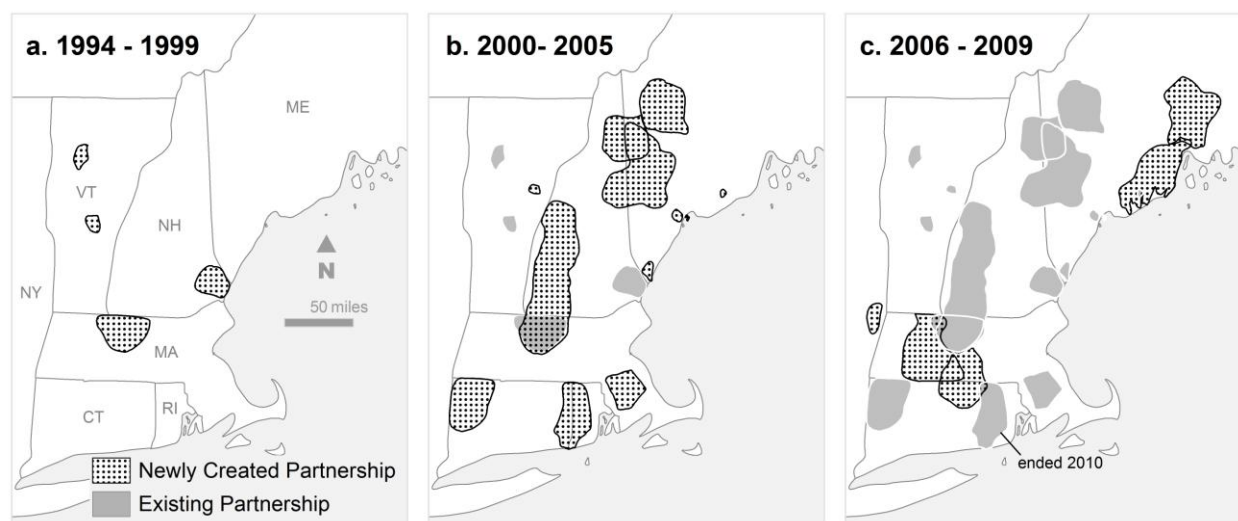 a. 1994 - 1999
ME
VT
NH
N
50 miles
NY
MA
CT
RI
Newly Created Partnership
Existing Partnership
b. 2000- 2005
c. 2006 - 2009
ended 2010